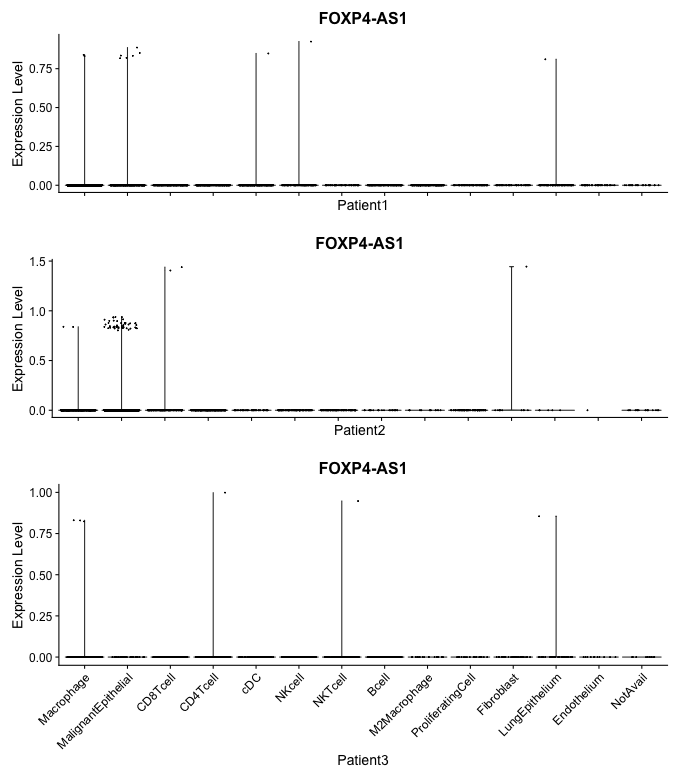 FOXP4-AS1
Expression Level
0.75
0.50
0.25
0.00
Patient1
FOXP4-AS1
Expression Level
1.5
1.0
0.5
0.0
Patient2
FOXP4-AS1
Expression Level
1.00
0.75
0.50
0.25
0.00
Macrophage
MalignantEpithelial
CD8Tcell
CD4Tcell
cDC
NKcell
NKTcell
Bcell
M2Macrophage
ProliferatingCell
Fibroblast
LungEpithelium
Endothelium
NotAvail
Patient3